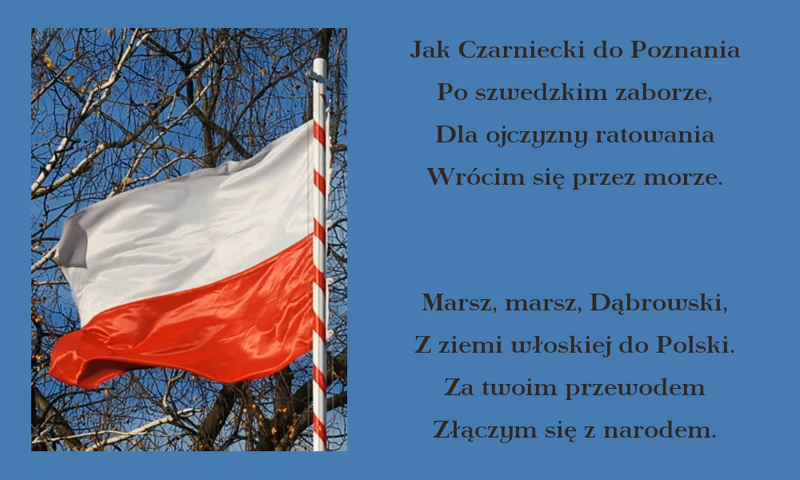 Jak Czarniecki do Poznania
Po szwedzkim zaborze,
Dla ojczyzny ratowania
Wrócim się przez morze.
Marsz, marsz, Dąbrowski,
Z ziemi włoskiej do Polski.
Za twoim przewodem
Złączym się z narodem.